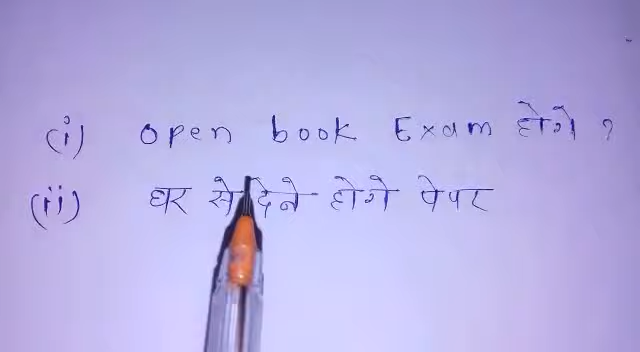 (i) open book Exam होगे ?
(ii) घर से देने होगे पेपर